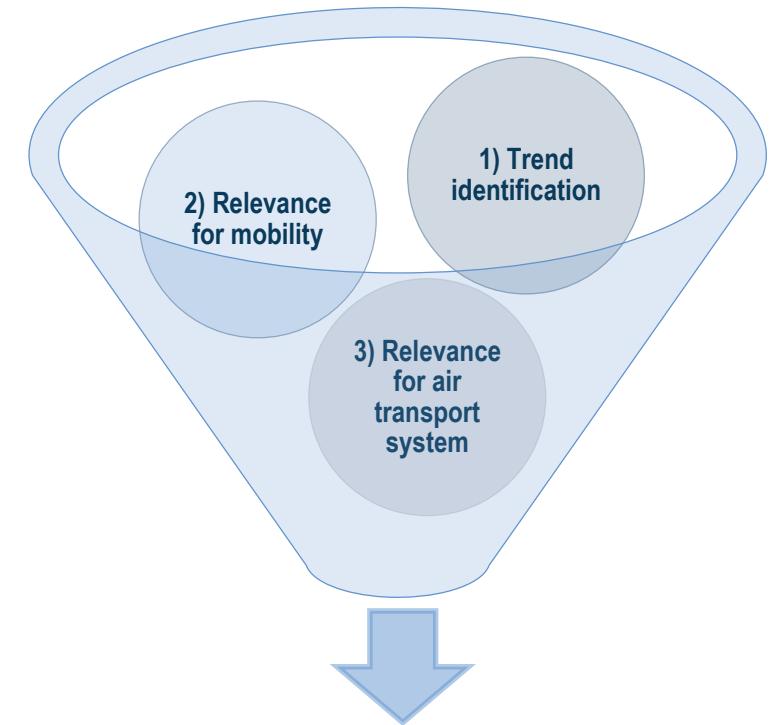 1) Trend
identification
2) Relevance
for mobility
3) Relevance
for air
transport
system